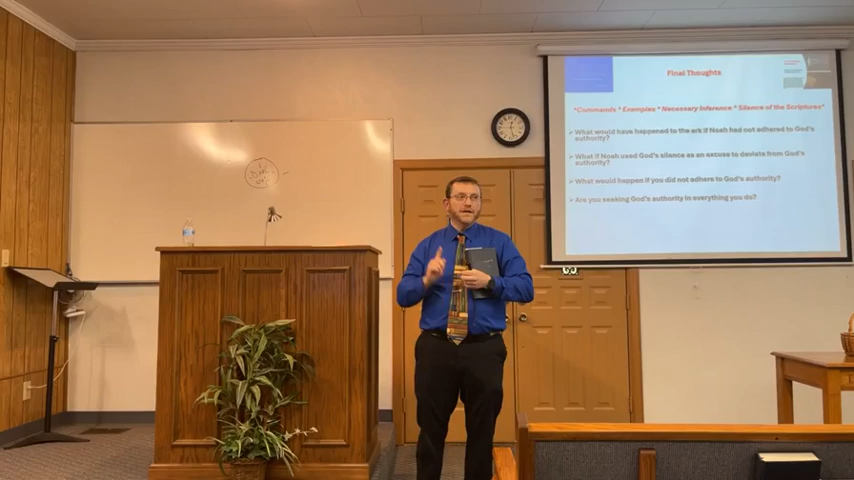 Final Thoughts
*Commands * Examples * Necessary Inference * Silence of the Scriptures*
➢ What would have happened to the ark if Noah had not adhered to God's
authority?
➢ What if Noah used God's silence as an excuse to deviate from God's
authority?
➢ What would happen if you did not adhere to God's authority?
➢ Are you seeking God's authority in everything you do?